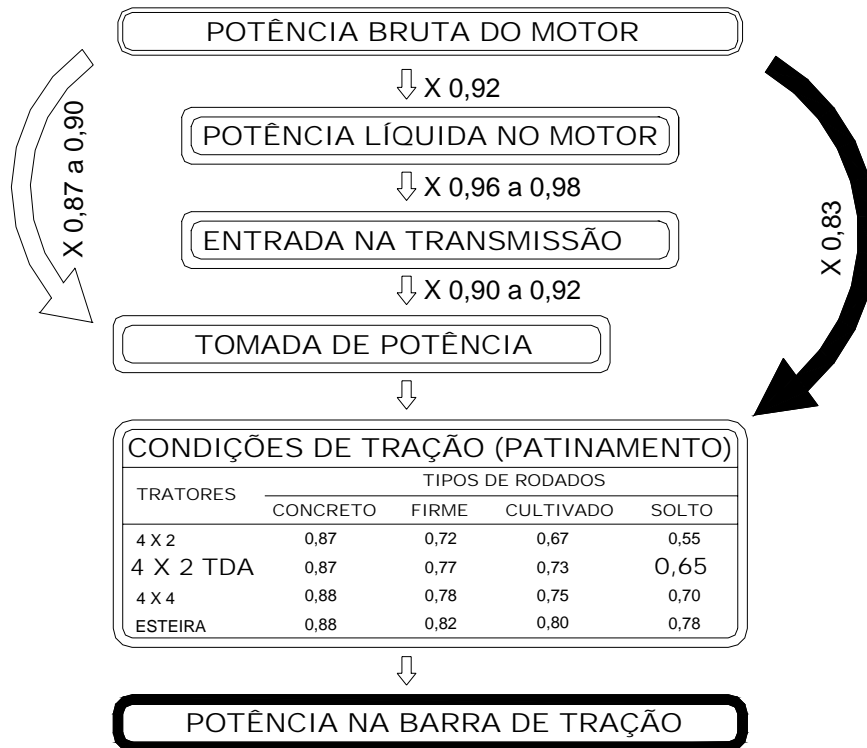 POTÊNCIA BRUTA DO MOTOR
X 0,92
X 0,87 a 0,90
POTÊNCIA LÍQUIDA NO MOTOR
X 0,96 a 0,98
X 0,83
ENTRADA NA TRANSMISSÃO
X 0,90 a 0,92
TOMADA DE POTÊNCIA
CONDIÇÕES DE TRAÇÃO (PATINAMENTO)
TRATORES TIPOS DE RODADOS
CONCRETO FIRME CULTIVADO SOLTO
4 X 2 0,87 0,72 0,67 0,55
4 X 2 TDA 0,87 0,77 0,73 0,65
4 X 4 0,88 0,78 0,75 0,70
ESTEIRA 0,88 0,82 0,80 0,78
POTÊNCIA NA BARRA DE TRAÇÃO